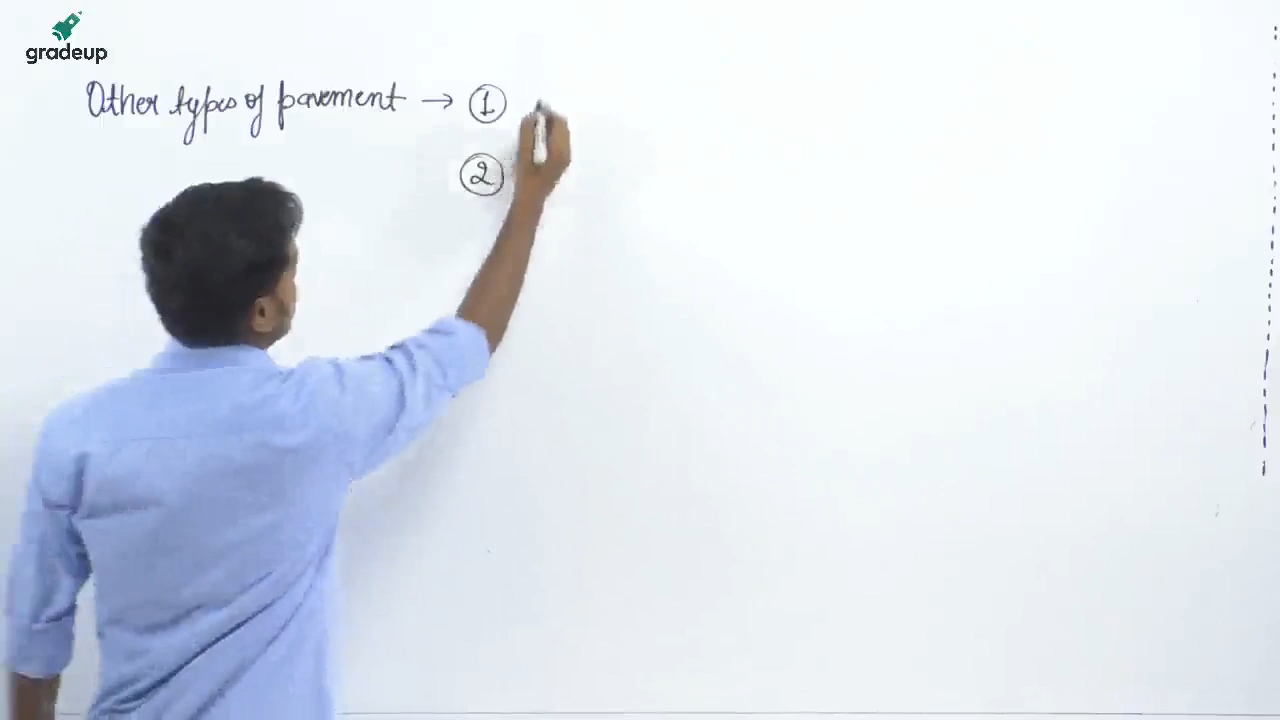 gradeup
Other types of pavement → ①
②